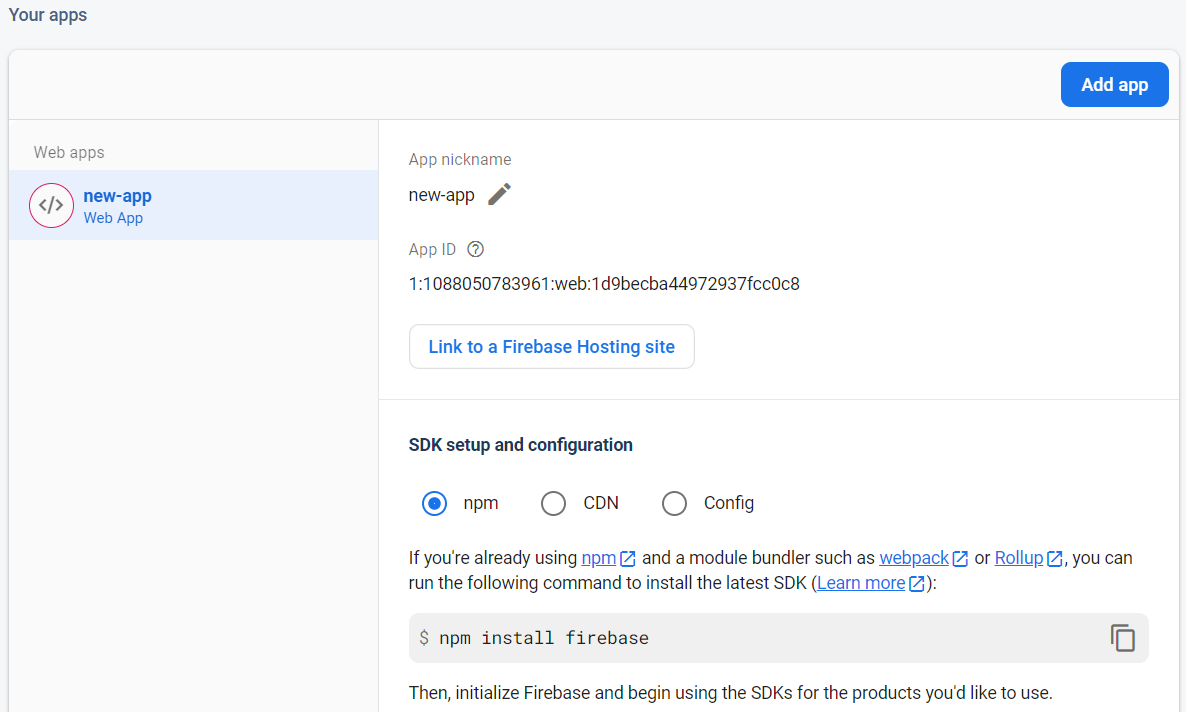 Your apps
Add app
Web apps
</>
new-app
Web App
App nickname
new-app
App ID ?
1:1088050783961:web:1d9becba44972937fcc0c8
Link to a Firebase Hosting site
SDK setup and configuration
npm CDN Config
If you're already using npm and a module bundler such as webpack or Rollup, you can
run the following command to install the latest SDK (Learn more):
$ npm install firebase
Then, initialize Firebase and begin using the SDKs for the products you'd like to use.